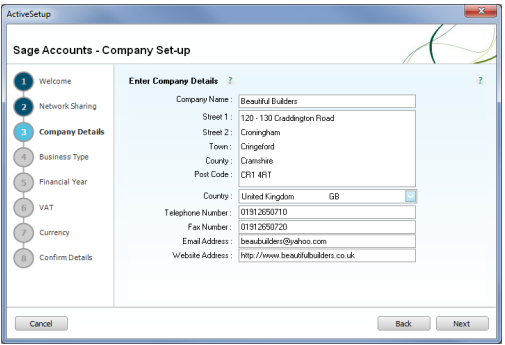 ActiveSetup
Sage Accounts - Company Set-up
1 Welcome
2 Network Sharing
3 Company Details
4 Business Type
5 Financial Year
6 VAT
7 Currency
8 Confirm Details
Enter Company Details ? ?
Company Name : Beautiful Builders
Street 1 : 120 - 130 Craddington Road
Street 2 : Croningham
Town : Cringeford
County : Cramshire
Post Code : CR1 4RT
Country : United Kingdom GB
Telephone Number : 01912650710
Fax Number : 01912650720
Email Address : beaubuilders@yahoo.com
Website Address : http://www.beautifulbuilders.co.uk
Cancel Back Next